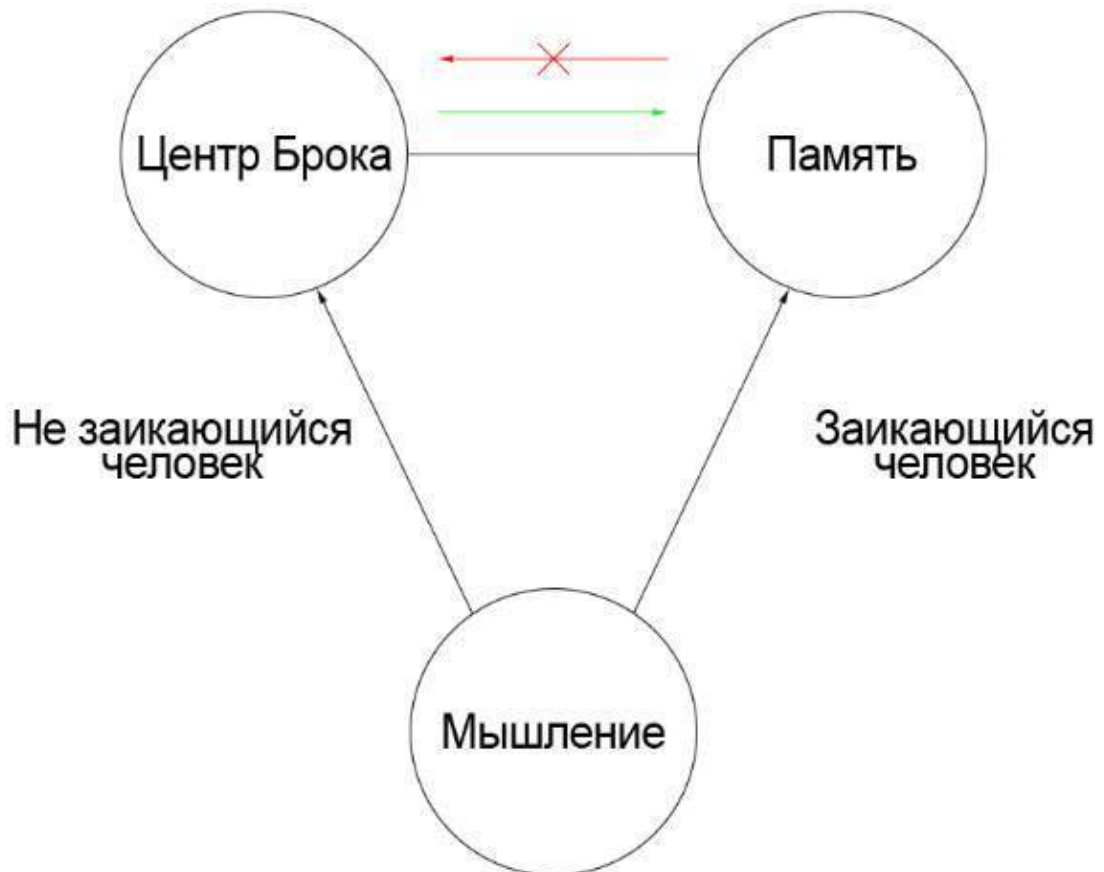 Центр Брока
Память
Не заикающийся
человек
Заикающийся
человек
Мышление